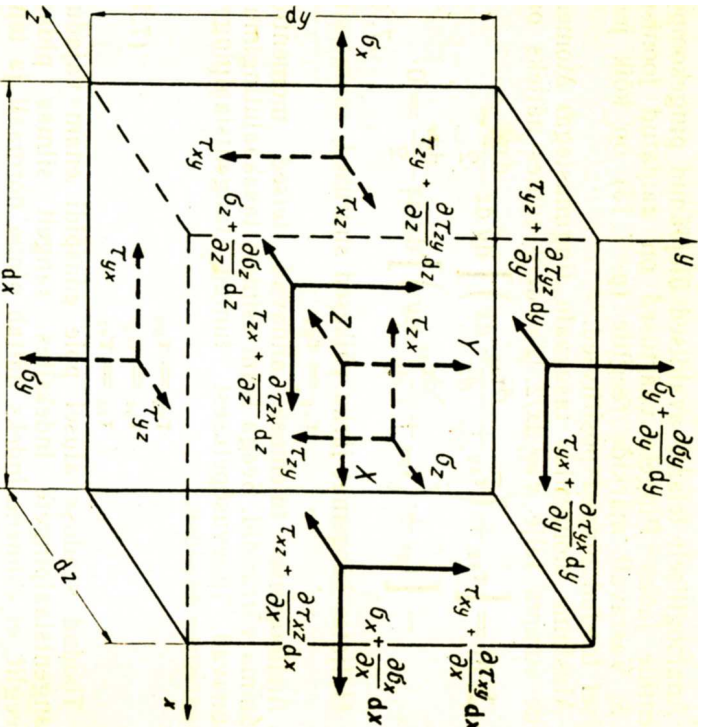 z
dy
σx
τxy
τxz
τzy + ∂τzy/∂z dz
τyz + ∂τyz/∂y dy
y
σz + ∂σz/∂z dz
τyx
dx
Z
τzx
Y
σy
τyz
τzx + ∂τzx/∂z dz
τzy
X
σz
σy + ∂σy/∂y dy
τyx + ∂τyx/∂y dy
dz
τxz + ∂τxz/∂x dx
σx + ∂σx/∂x dx
τxy + ∂τxy/∂x dx
x